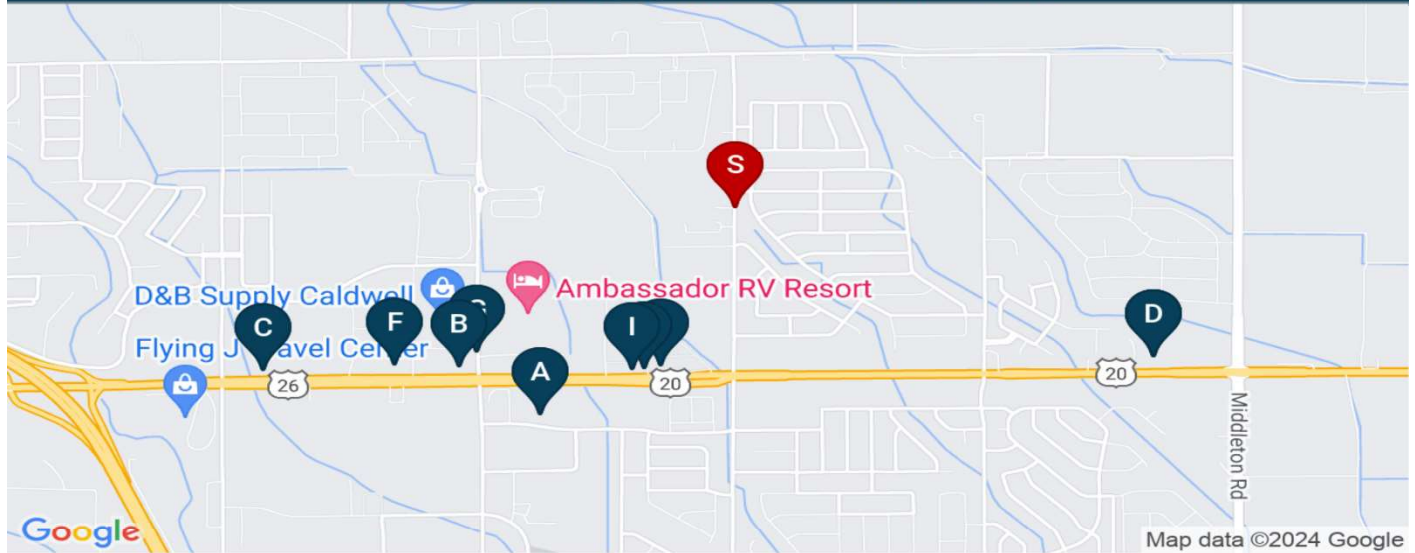 S
D&B Supply Caldwell
Ambassador RV Resort
C
F
B
I
D
Flying J Travel Center
A
26
20
20
Middleton Rd
Google
Map data ©2024 Google